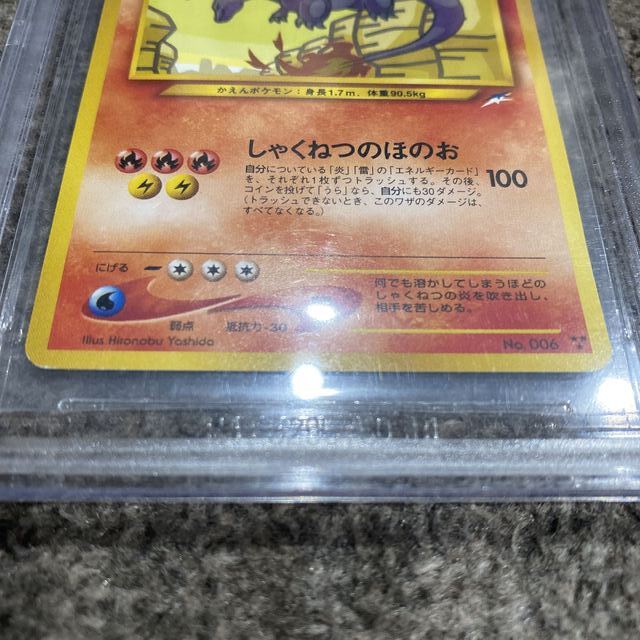 かえんポケモン：身長1.7m、体重90.5kg
しゃくねつのほのお
100
自分についている「炎」「雷」の「エネルギーカード」
を、それぞれ1枚ずつトラッシュする。その後、
コインを投げて「うら」なら、自分にも30ダメージ。
(トラッシュできないとき、このワザのダメージは、
すべてなくなる。)
にげる
何でも溶かしてしまうほどの
しゃくねつの炎を吹き出し、
相手を苦しめる。
弱点 抵抗力 -30
Illus Hironobu Yoshida
No. 006